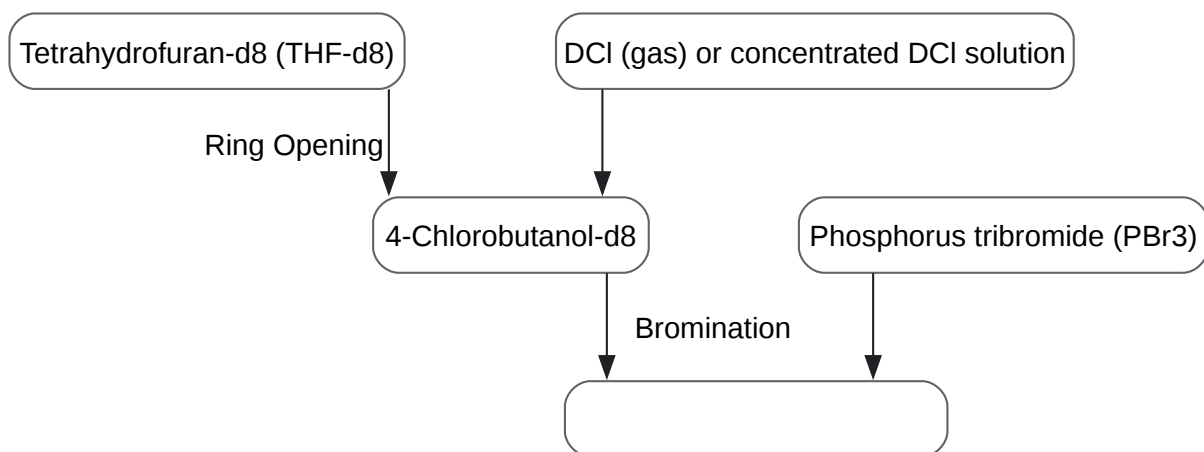 Tetrahydrofuran-d8 (THF-d8)
DCl (gas) or concentrated DCl solution
Ring Opening
4-Chlorobutanol-d8
Phosphorus tribromide (PBr3)
Bromination